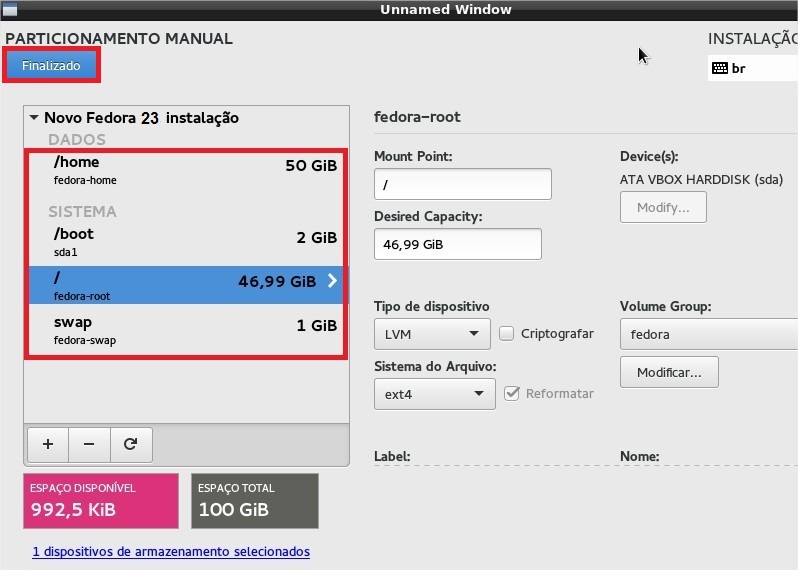 Unnamed Window
PARTICIONAMENTO MANUAL
INSTALAÇÃO
Finalizado
br
Novo Fedora 23 instalação
DADOS
/home
50 GiB
fedora-home
SISTEMA
/boot
2 GiB
sda1
/
46,99 GiB
fedora-root
swap
1 GiB
fedora-swap
+ −
ESPAÇO DISPONÍVEL
992,5 KiB
ESPAÇO TOTAL
100 GiB
1 dispositivos de armazenamento selecionados
fedora-root
Mount Point:
/
Desired Capacity:
46,99 GiB
Device(s):
ATA VBOX HARDDISK (sda)
Modify...
Tipo de dispositivo
LVM
Criptografar
Sistema do Arquivo:
ext4
Reformatar
Volume Group:
fedora
Modificar...
Label:
Nome: